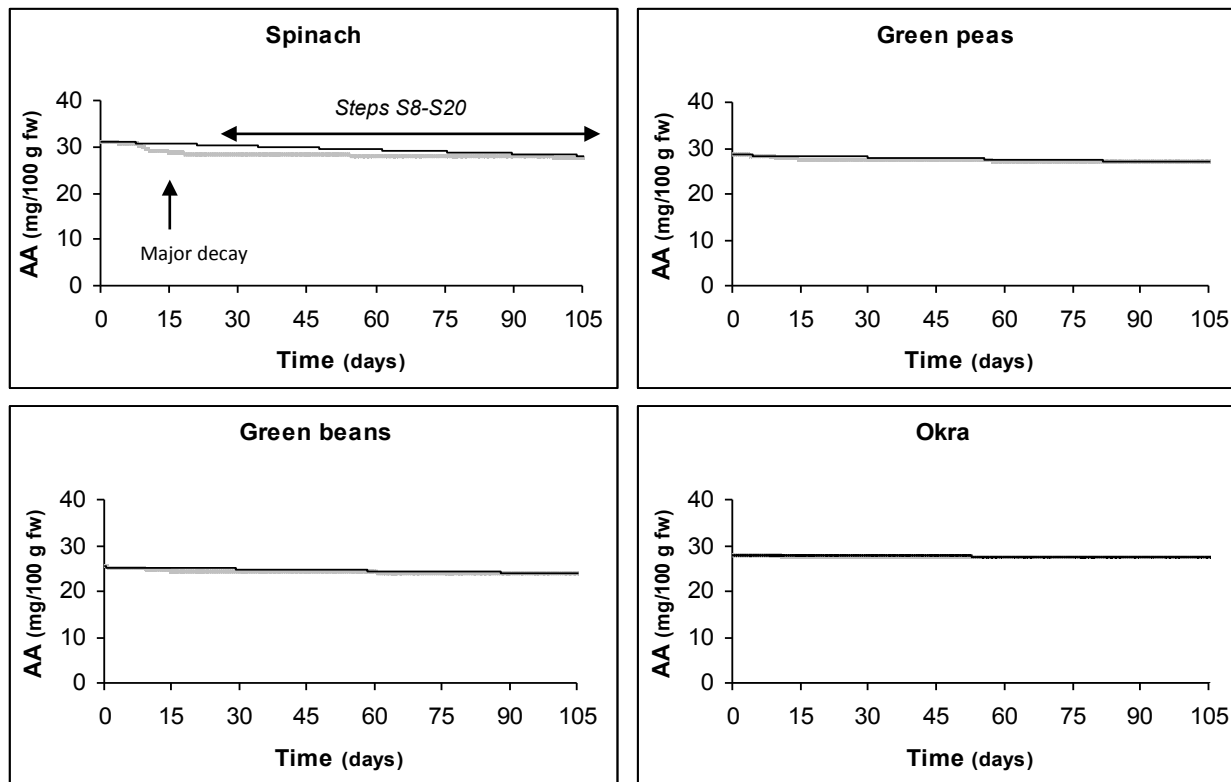 Spinach
AA (mg/100 g fw)
40
30
20
10
0
Steps S8-S20
Major decay
0 15 30 45 60 75 90 105
Time (days)
Green peas
AA (mg/100 g fw)
40
30
20
10
0
0 15 30 45 60 75 90 105
Time (days)
Green beans
AA (mg/100 g fw)
40
30
20
10
0
0 15 30 45 60 75 90 105
Time (days)
Okra
AA (mg/100 g fw)
40
30
20
10
0
0 15 30 45 60 75 90 105
Time (days)